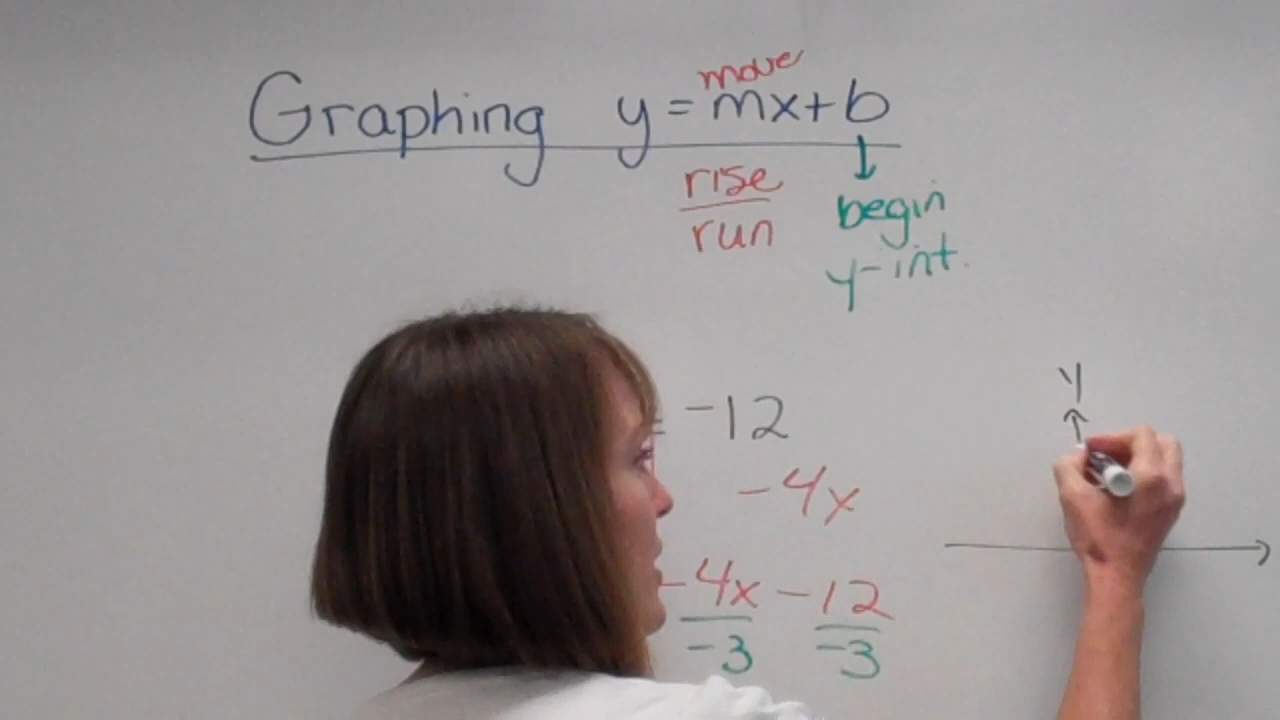 move
Graphing y = mx+b
rise
run
begin
y-int.
= -12
-4x
-4x -12
-3 -3
y